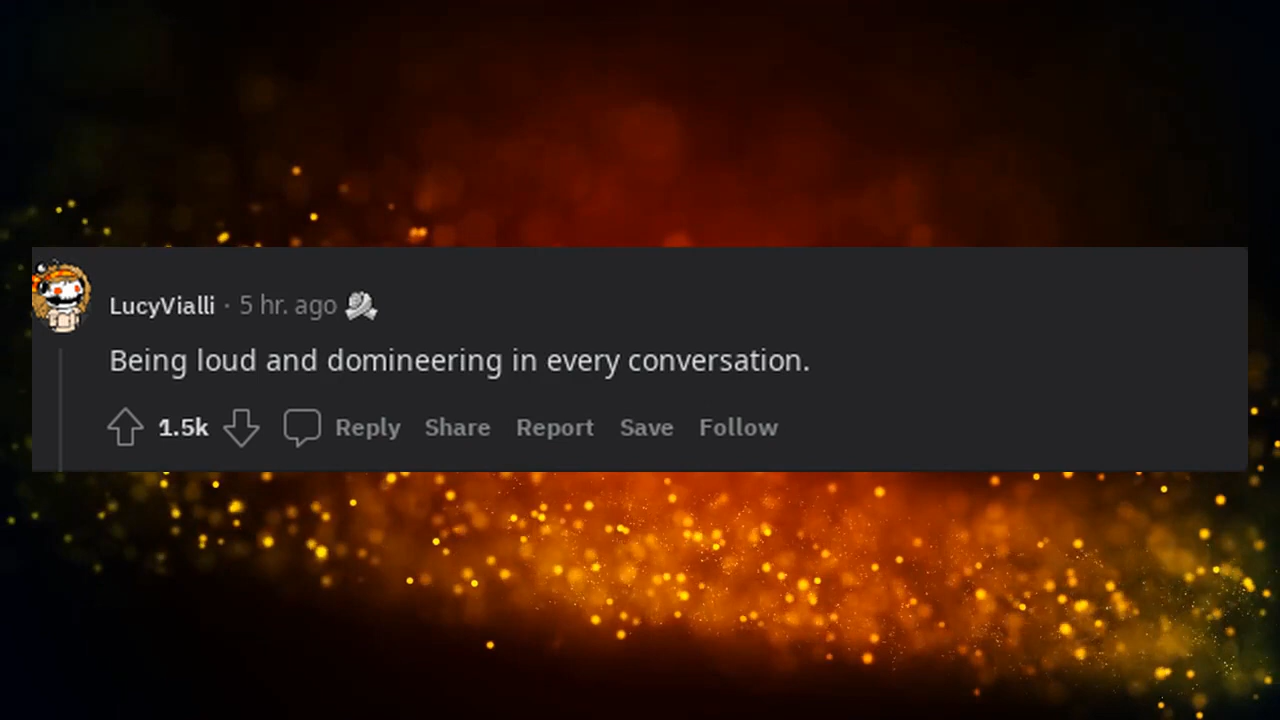 LucyVialli · 5 hr. ago
Being loud and domineering in every conversation.
1.5k Reply Share Report Save Follow